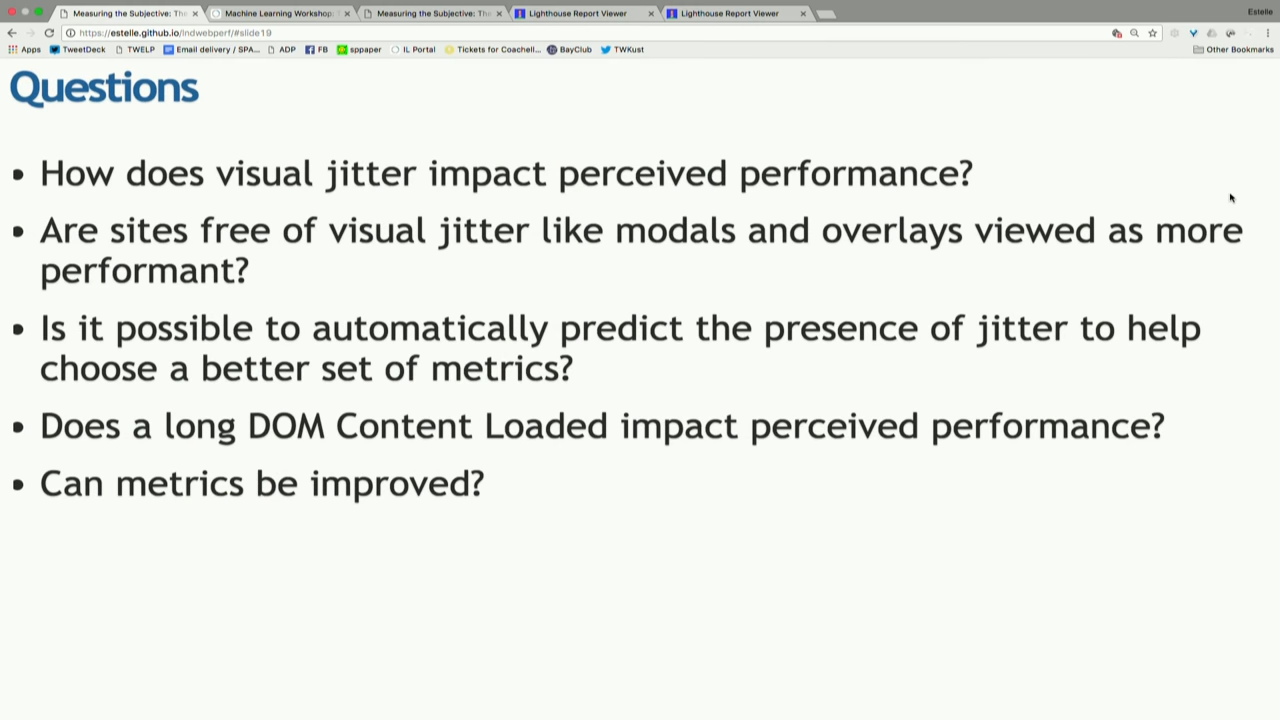 Measuring the Subjective: Th
Machine Learning Workshop:
Measuring the Subjective: Th
Lighthouse Report Viewer
Lighthouse Report Viewer
Estelle
https://estelle.github.io/lndwebperf/#slide19
Apps TweetDeck TWELP Email delivery / SPA... ADP FB sppaper IL Portal Tickets for Coachell... BayClub TWKust Other Bookmarks
Questions
• How does visual jitter impact perceived performance?
• Are sites free of visual jitter like modals and overlays viewed as more
performant?
• Is it possible to automatically predict the presence of jitter to help
choose a better set of metrics?
• Does a long DOM Content Loaded impact perceived performance?
• Can metrics be improved?